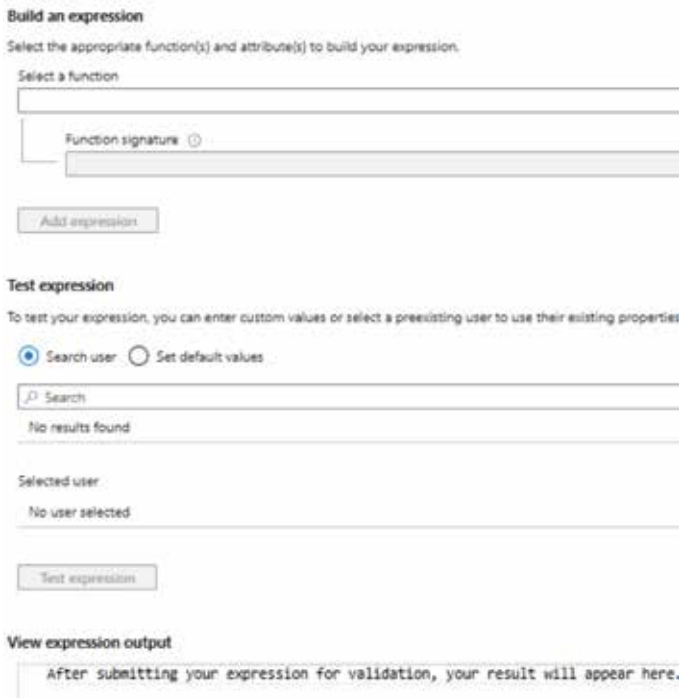 Build an expression
Select the appropriate function(s) and attribute(s) to build your expression.
Select a function
Function signature
Add expression
Test expression
To test your expression, you can enter custom values or select a preexisting user to use their existing properties
Search user Set default values
Search
No results found
Selected user
No user selected
Test expression
View expression output
After submitting your expression for validation, your result will appear here.